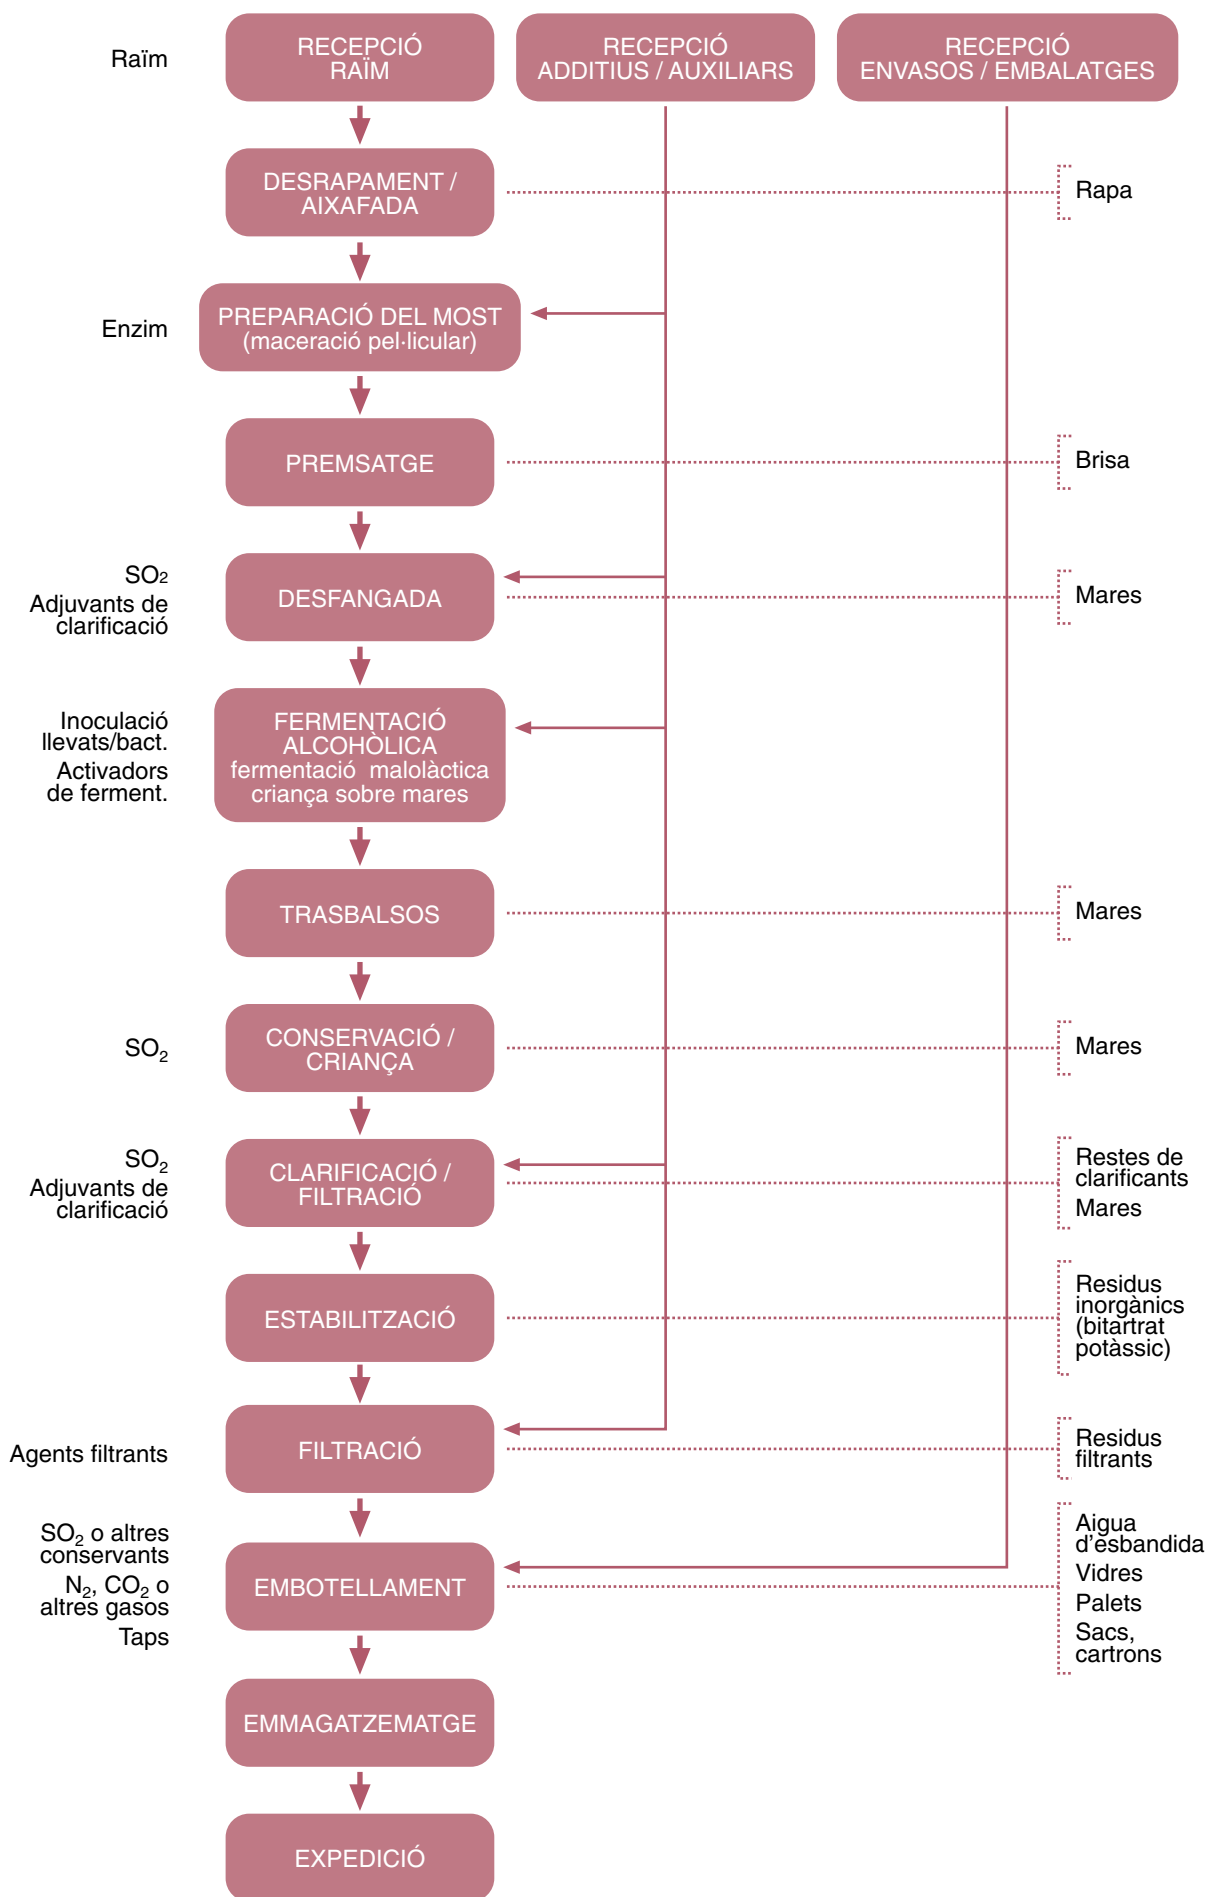 Raïm
RECEPCIÓ
RAÏM
RECEPCIÓ
ADDITIUS / AUXILIARS
RECEPCIÓ
ENVASOS / EMBALATGES
DESRAPAMENT /
AIXAFADA
Rapa
Enzim
PREPARACIÓ DEL MOST
(maceració pel·licular)
PREMSATGE
Brisa
SO2
Adjuvants de
clarificació
DESFANGADA
Mares
Inoculació
llevats/bact.
Activadors
de ferment.
FERMENTACIÓ
ALCOHÒLICA
fermentació malolàctica
criança sobre mares
TRASBALSOS
Mares
SO₂
CONSERVACIÓ /
CRIANÇA
Mares
SO₂
Adjuvants de
clarificació
CLARIFICACIÓ /
FILTRACIÓ
Restes de
clarificants
Mares
ESTABILITZACIÓ
Residus
inorgànics
(bitartrat
potàssic)
Agents filtrants
FILTRACIÓ
Residus
filtrants
SO₂ o altres
conservants
N₂, CO₂ o
altres gasos
Taps
EMBOTELLAMENT
Aigua
d'esbandida
Vidres
Palets
Sacs,
cartrons
EMMAGATZEMATGE
EXPEDICIÓ